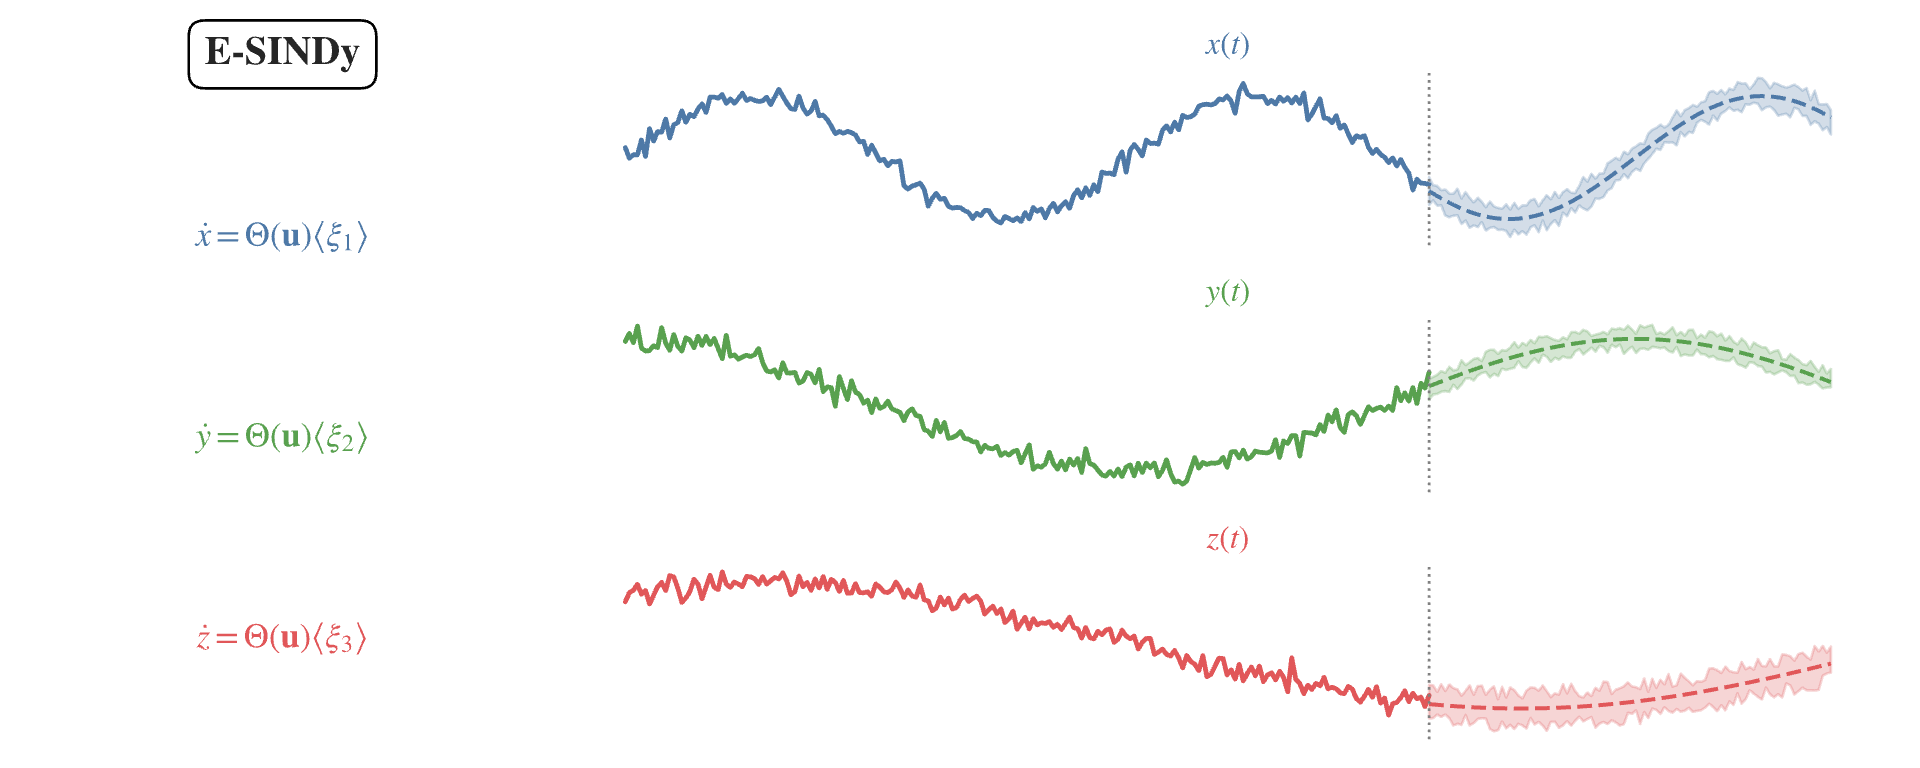 E-SINDy
x(t)
ẋ = Θ(u)⟨ξ₁⟩
y(t)
ẏ = Θ(u)⟨ξ₂⟩
z(t)
ż = Θ(u)⟨ξ₃⟩